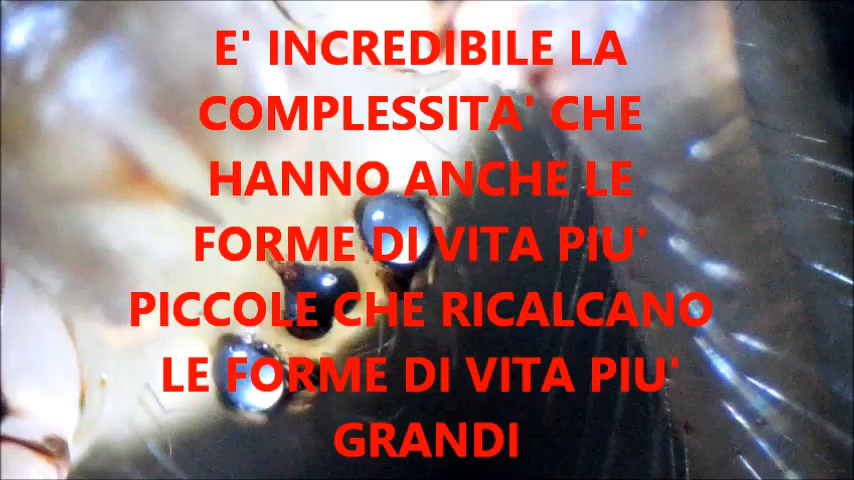 E' INCREDIBILE LA
COMPLESSITA' CHE
HANNO ANCHE LE
FORME DI VITA PIU'
PICCOLE CHE RICALCANO
LE FORME DI VITA PIU'
GRANDI